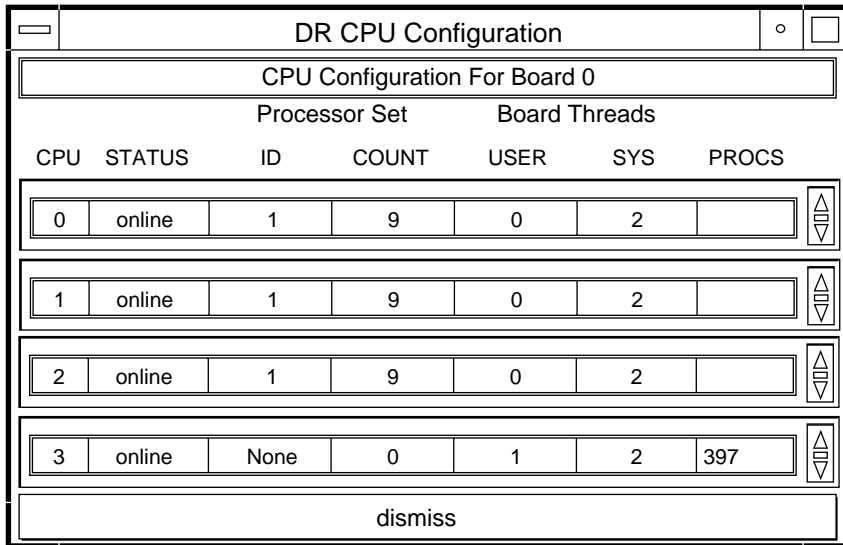 DR CPU Configuration
CPU Configuration For Board 0
Processor Set Board Threads
CPU STATUS ID COUNT USER SYS PROCS
0 online 1 9 0 2
1 online 1 9 0 2
2 online 1 9 0 2
3 online None 0 1 2 397
dismiss